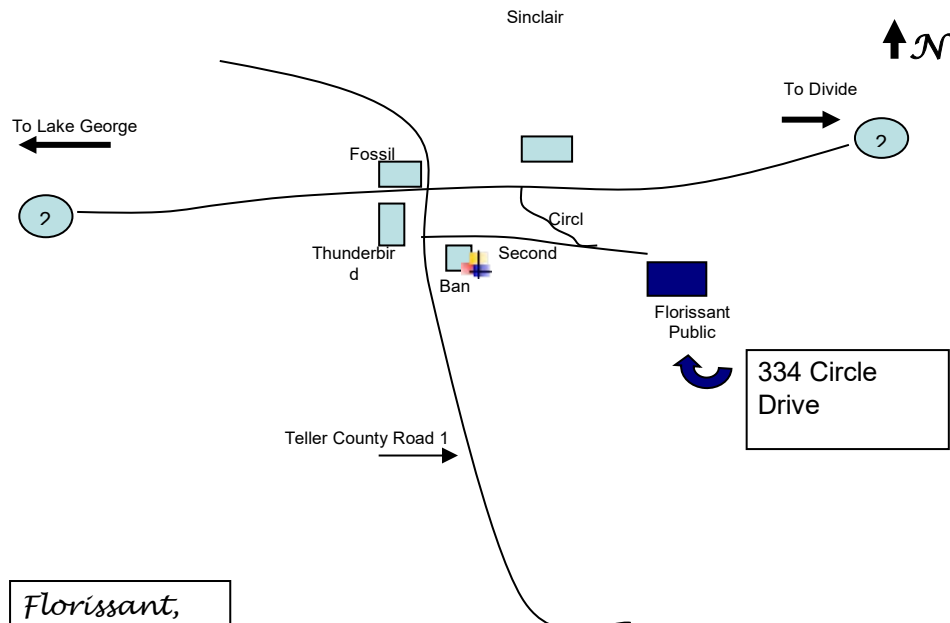 Sinclair
N
To Divide
To Lake George
2
Fossil
2
Circl
Thunderbir
d
Second
Ban
Florissant
Public
334 Circle
Drive
Teller County Road 1
Florissant,